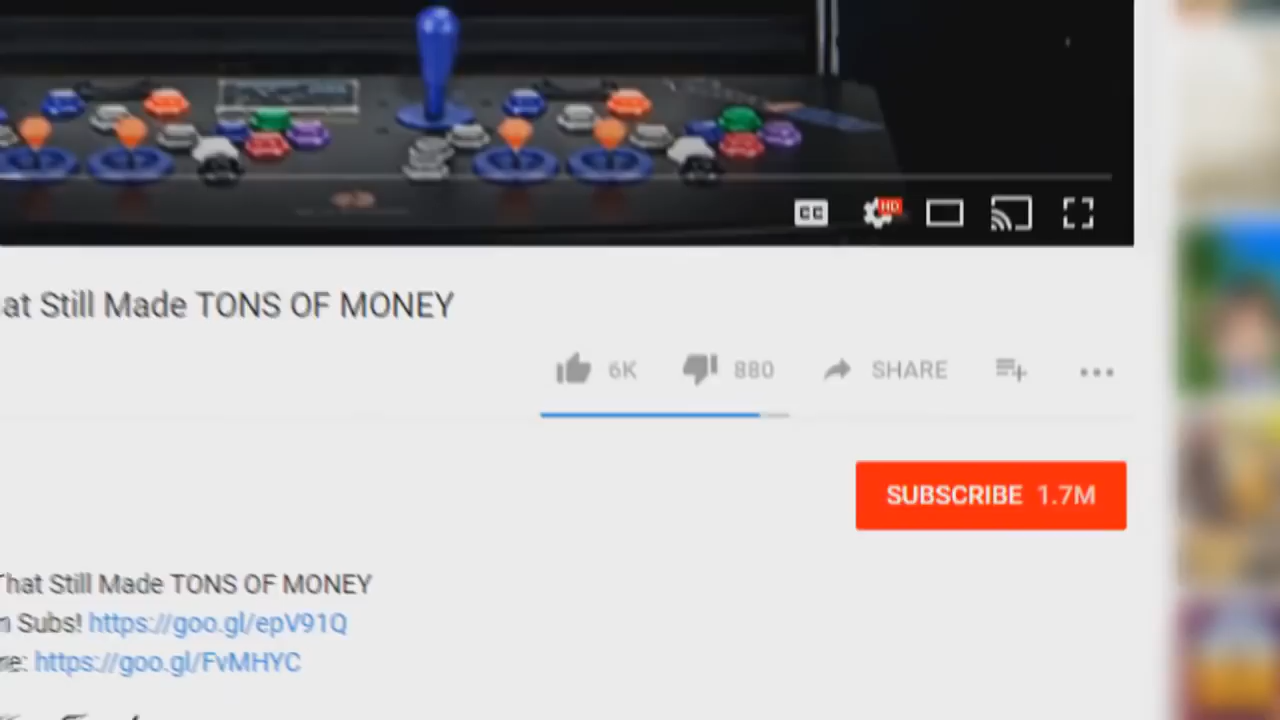 CC HD
at Still Made TONS OF MONEY
6K 880 SHARE
SUBSCRIBE 1.7M
That Still Made TONS OF MONEY
n Subs! https://goo.gl/epV91Q
re: https://goo.gl/FvMHYC